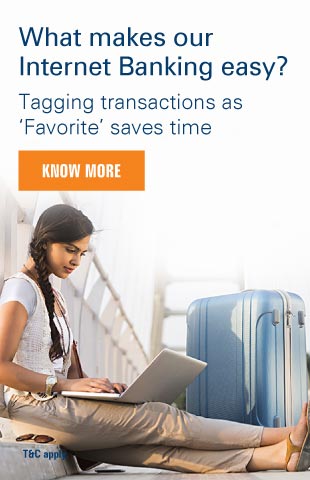 What makes our
Internet Banking easy?
Tagging transactions as
‘Favorite’ saves time
KNOW MORE
T&C apply